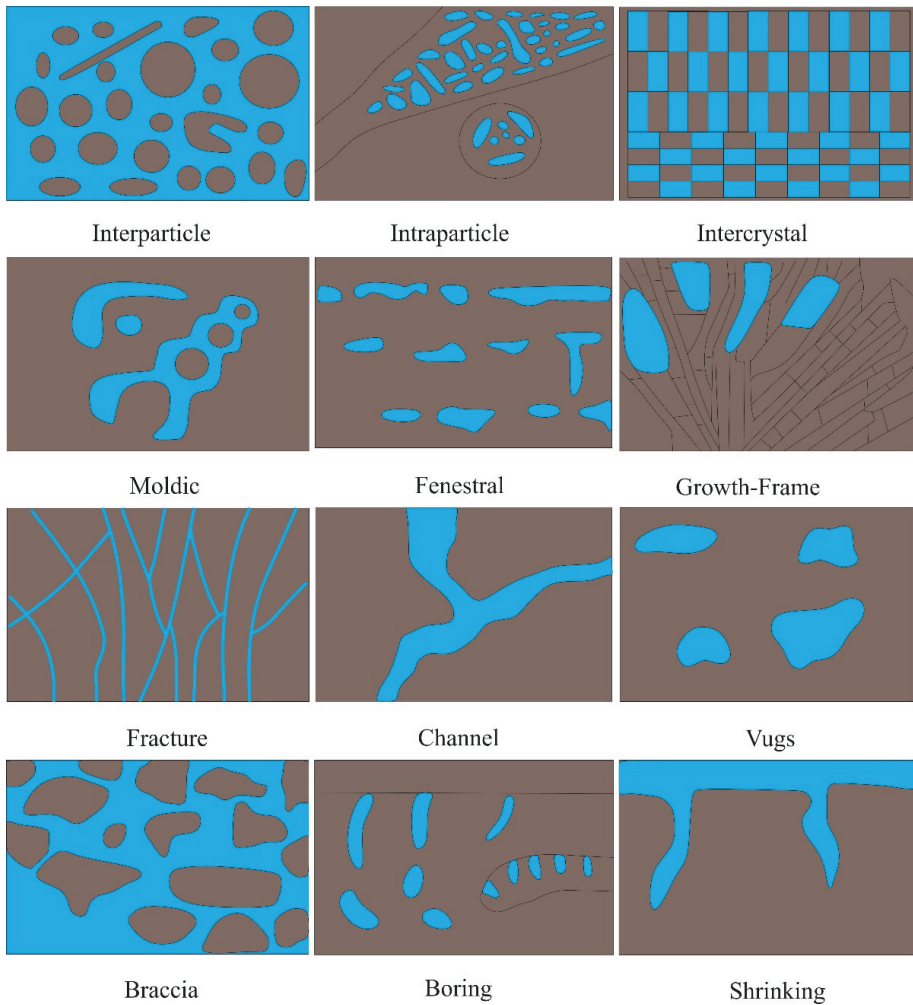 Interparticle
Intraparticle
Intercrystal
Moldic
Fenestral
Growth-Frame
Fracture
Channel
Vugs
Braccia
Boring
Shrinking